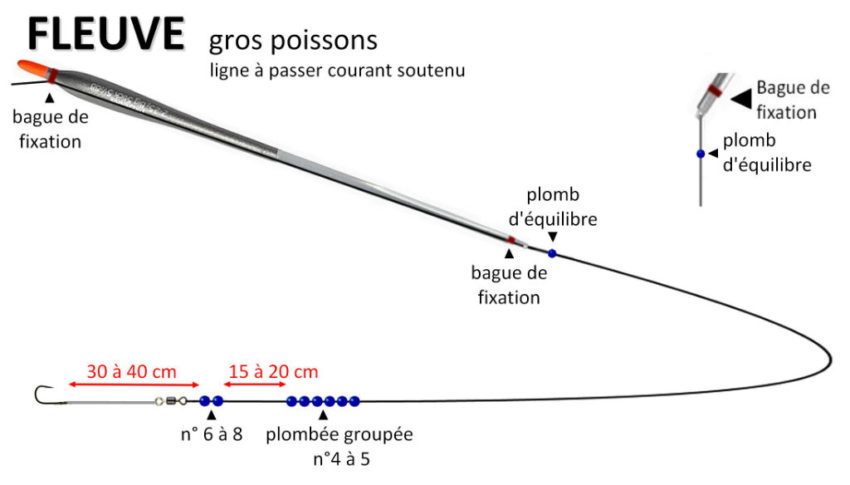 FLEUVE gros poissons
ligne à passer courant soutenu
bague de
fixation
Bague de
fixation
plomb
d'équilibre
plomb
d'équilibre
bague de
fixation
30 à 40 cm
15 à 20 cm
n° 6 à 8
plombée groupée
n°4 à 5